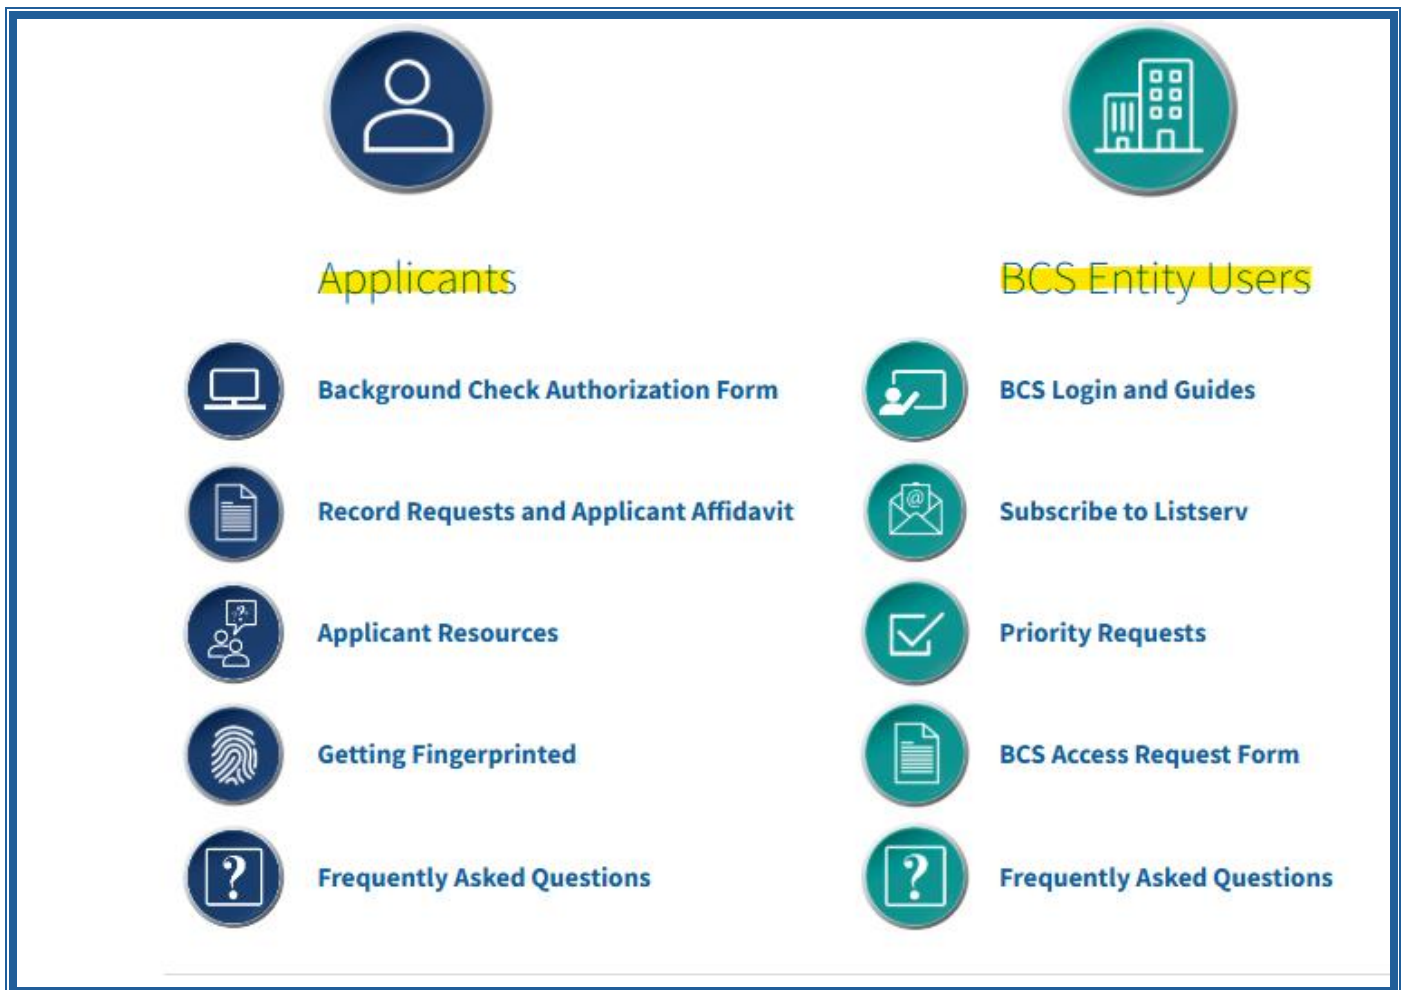 Applicants
Background Check Authorization Form
Record Requests and Applicant Affidavit
Applicant Resources
Getting Fingerprinted
Frequently Asked Questions
BCS Entity Users
BCS Login and Guides
Subscribe to Listserv
Priority Requests
BCS Access Request Form
Frequently Asked Questions